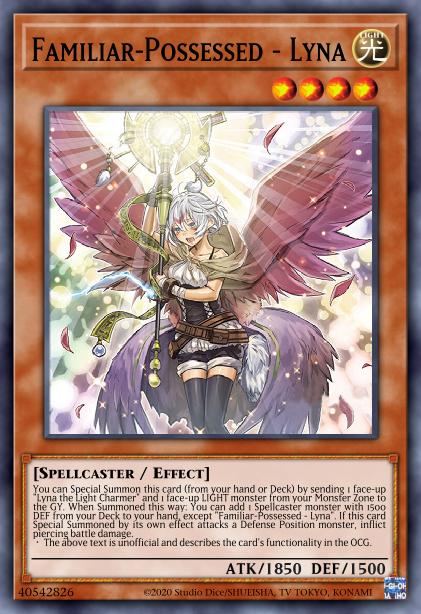 Familiar-Possessed - Lyna
LIGHT
光
[Spellcaster / Effect]
You can Special Summon this card (from your hand or Deck) by sending 1 face-up
"Lyna the Light Charmer" and 1 face-up LIGHT monster from your Monster Zone to
the GY. When Summoned this way: You can add 1 Spellcaster monster with 1500
DEF from your Deck to your hand, except "Familiar-Possessed - Lyna". If this card
Special Summoned by its own effect attacks a Defense Position monster, inflict
piercing battle damage.
· The above text is unofficial and describes the card's functionality in the OCG.
ATK/1850 DEF/1500
40542826
©2020 Studio Dice/SHUEISHA, TV TOKYO, KONAMI